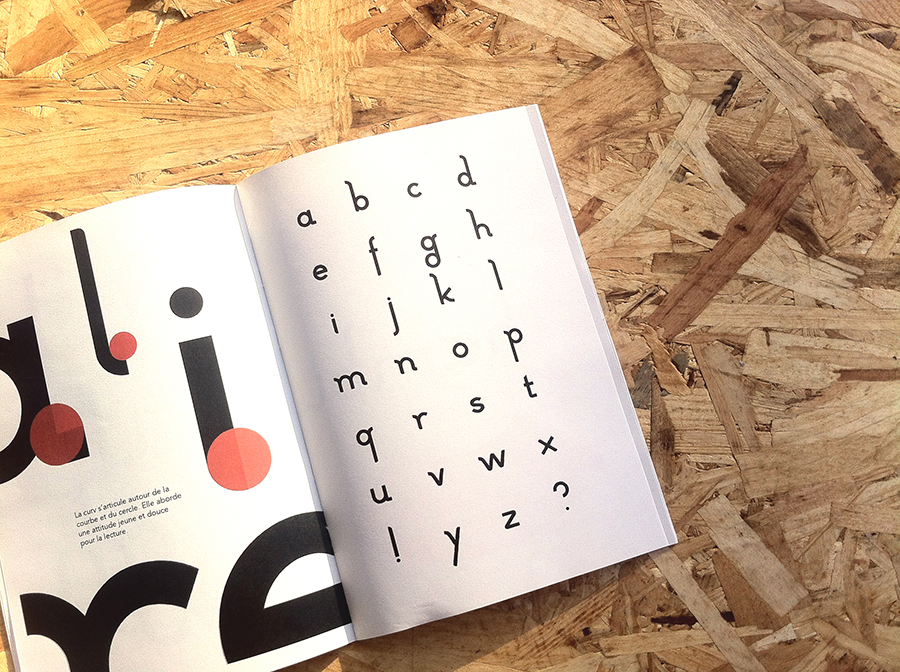 a l i
La curv s'articule autour de la
courbe et du cercle. Elle aborde
une attitude jeune et douce
pour la lecture.
r e
a b c d
e f g h
i j k l
m n o p
q r s t
u v w x
! y z ?